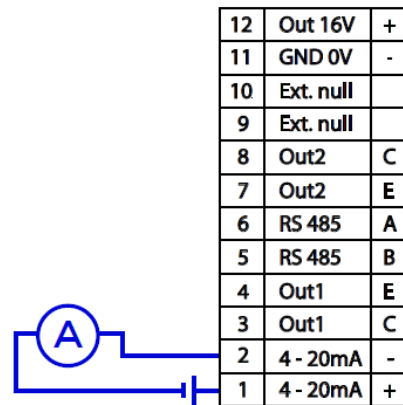 12 Out 16V +
11 GND 0V -
10 Ext. null
9 Ext. null
8 Out2 C
7 Out2 E
6 RS 485 A
5 RS 485 B
4 Out1 E
3 Out1 C
A
2 4 - 20mA -
1 4 - 20mA +